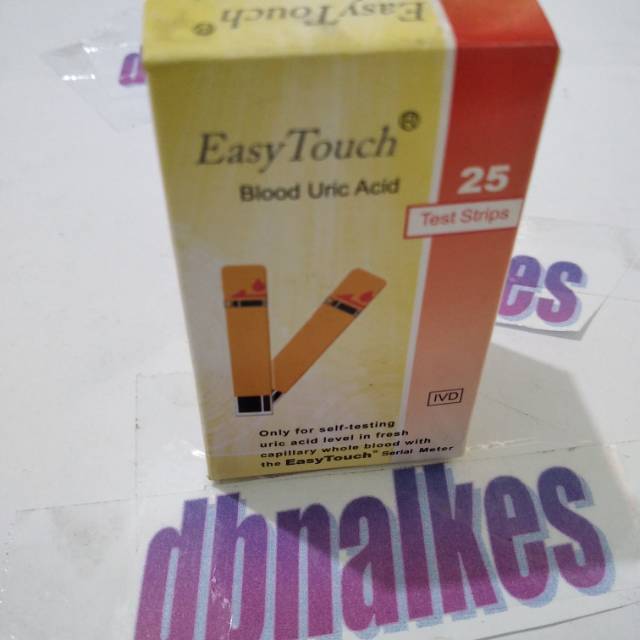 EasyTouch®
EasyTouch®
Blood Uric Acid
25
Test Strips
IVD
Only for self-testing
uric acid level in fresh
capillary whole blood with
the EasyTouch® Serial Meter
es
dbnalkes